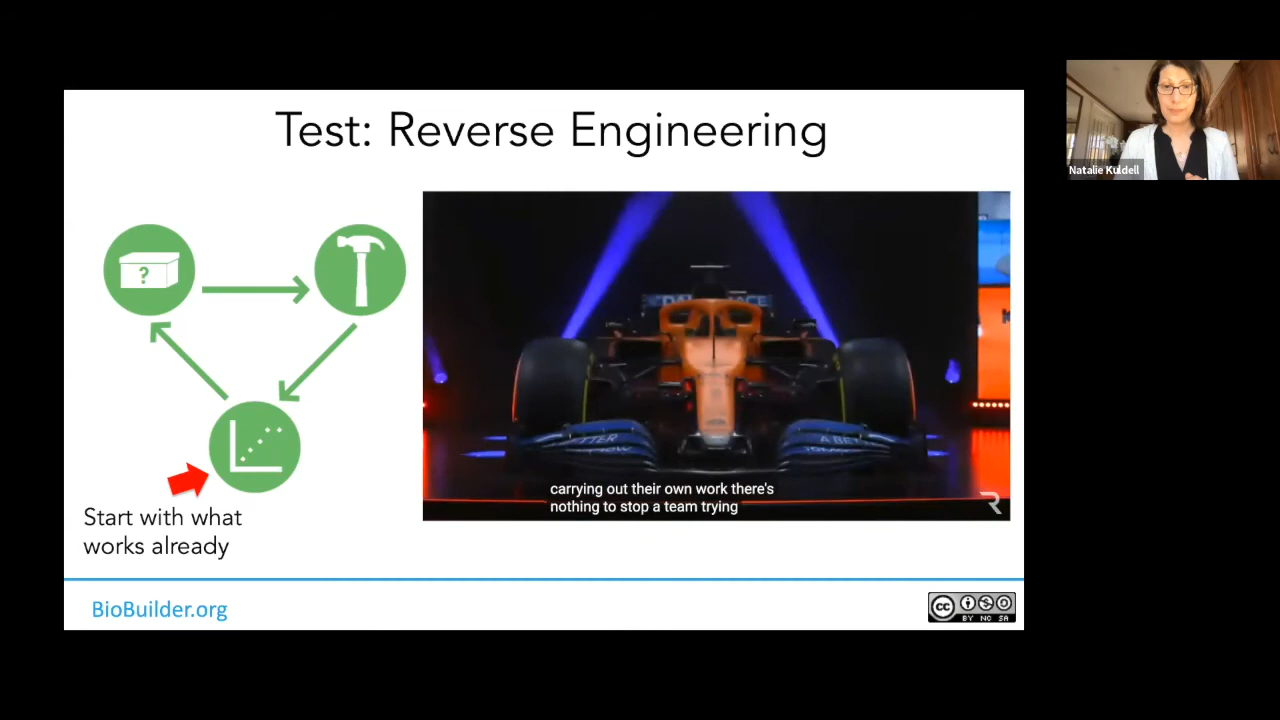 Test: Reverse Engineering
?
carrying out their own work there's
nothing to stop a team trying
Start with what
works already
BioBuilder.org
cc
BY NC SA
Natalie Kuldell